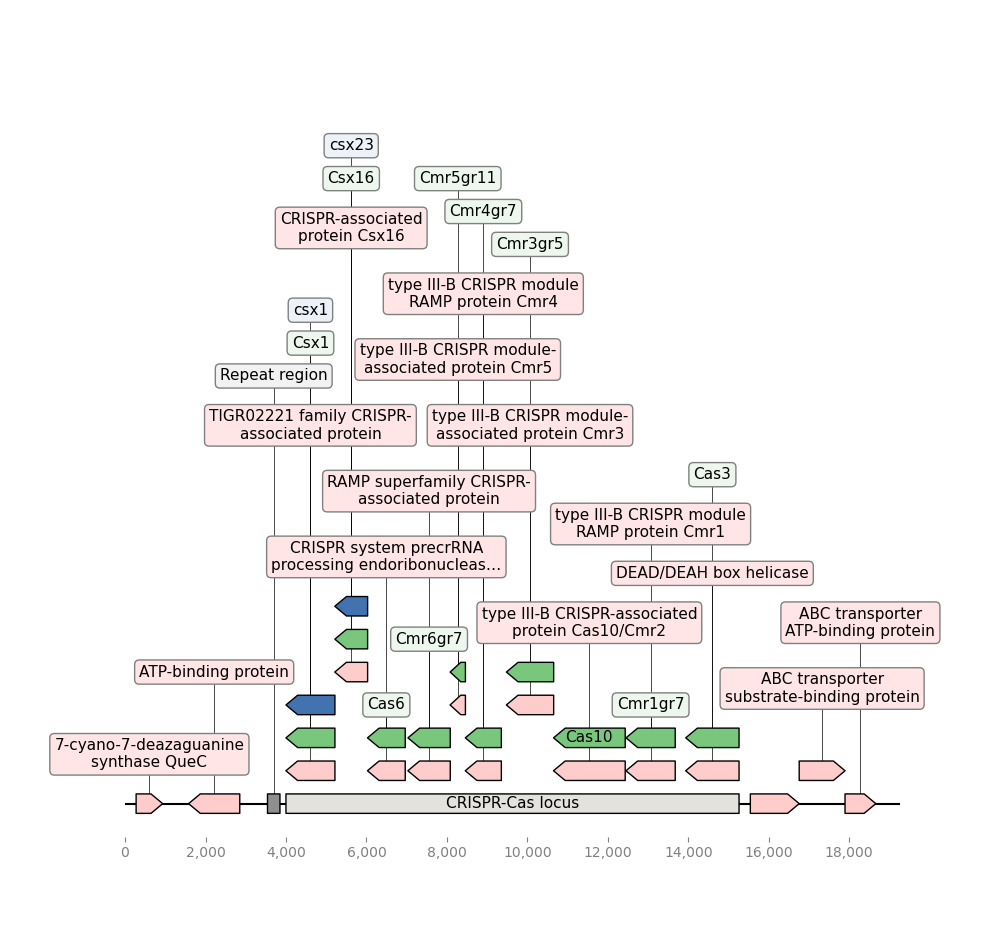 csx23
Csx16
Cmr5gr11
Cmr4gr7
CRISPR-associated
protein Csx16
Cmr3gr5
type III-B CRISPR module
RAMP protein Cmr4
csx1
Csx1
type III-B CRISPR module-
associated protein Cmr5
Repeat region
TIGR02221 family CRISPR-
associated protein
type III-B CRISPR module-
associated protein Cmr3
Cas3
RAMP superfamily CRISPR-
associated protein
type III-B CRISPR module
RAMP protein Cmr1
CRISPR system precrRNA
processing endoribonucleas...
DEAD/DEAH box helicase
type III-B CRISPR-associated
protein Cas10/Cmr2
ABC transporter
ATP-binding protein
Cmr6gr7
ATP-binding protein
ABC transporter
substrate-binding protein
Cas6
Cmr1gr7
Cas10
7-cyano-7-deazaguanine
synthase QueC
CRISPR-Cas locus
0 2,000 4,000 6,000 8,000 10,000 12,000 14,000 16,000 18,000